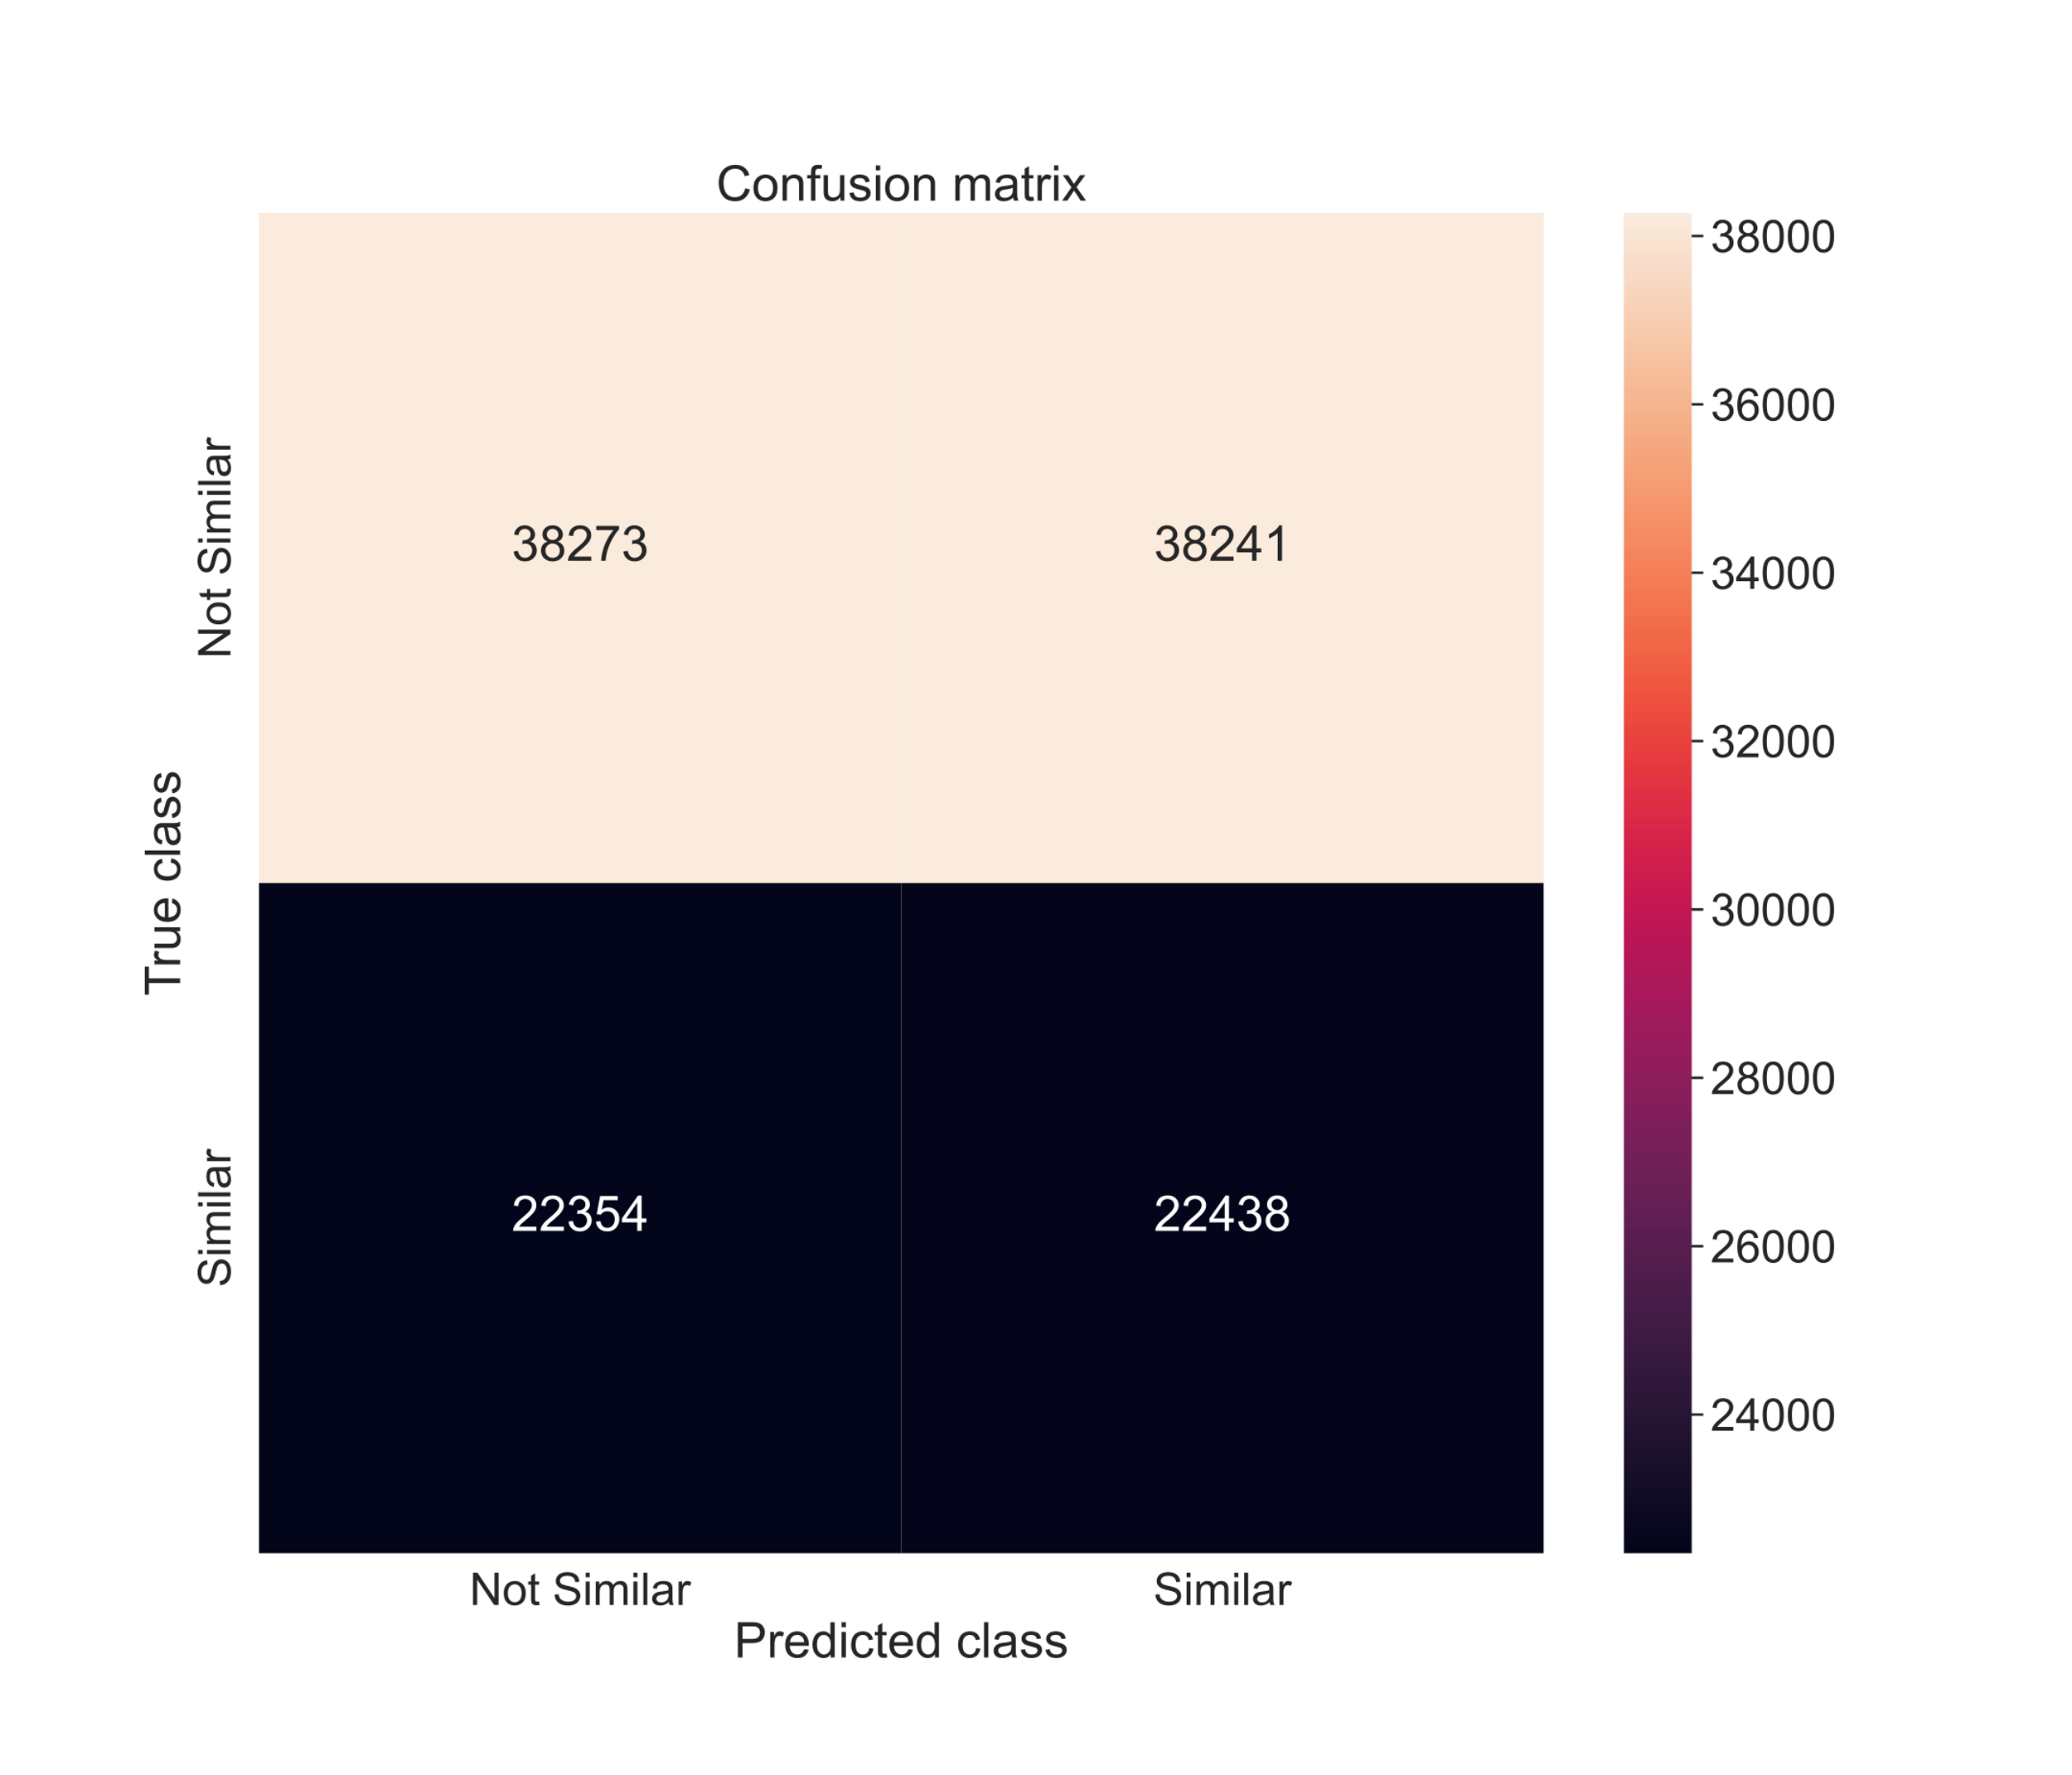 Confusion matrix
True class
Not Similar
Similar
38273 38241
22354 22438
Not Similar Similar
Predicted class
38000
36000
34000
32000
30000
28000
26000
24000